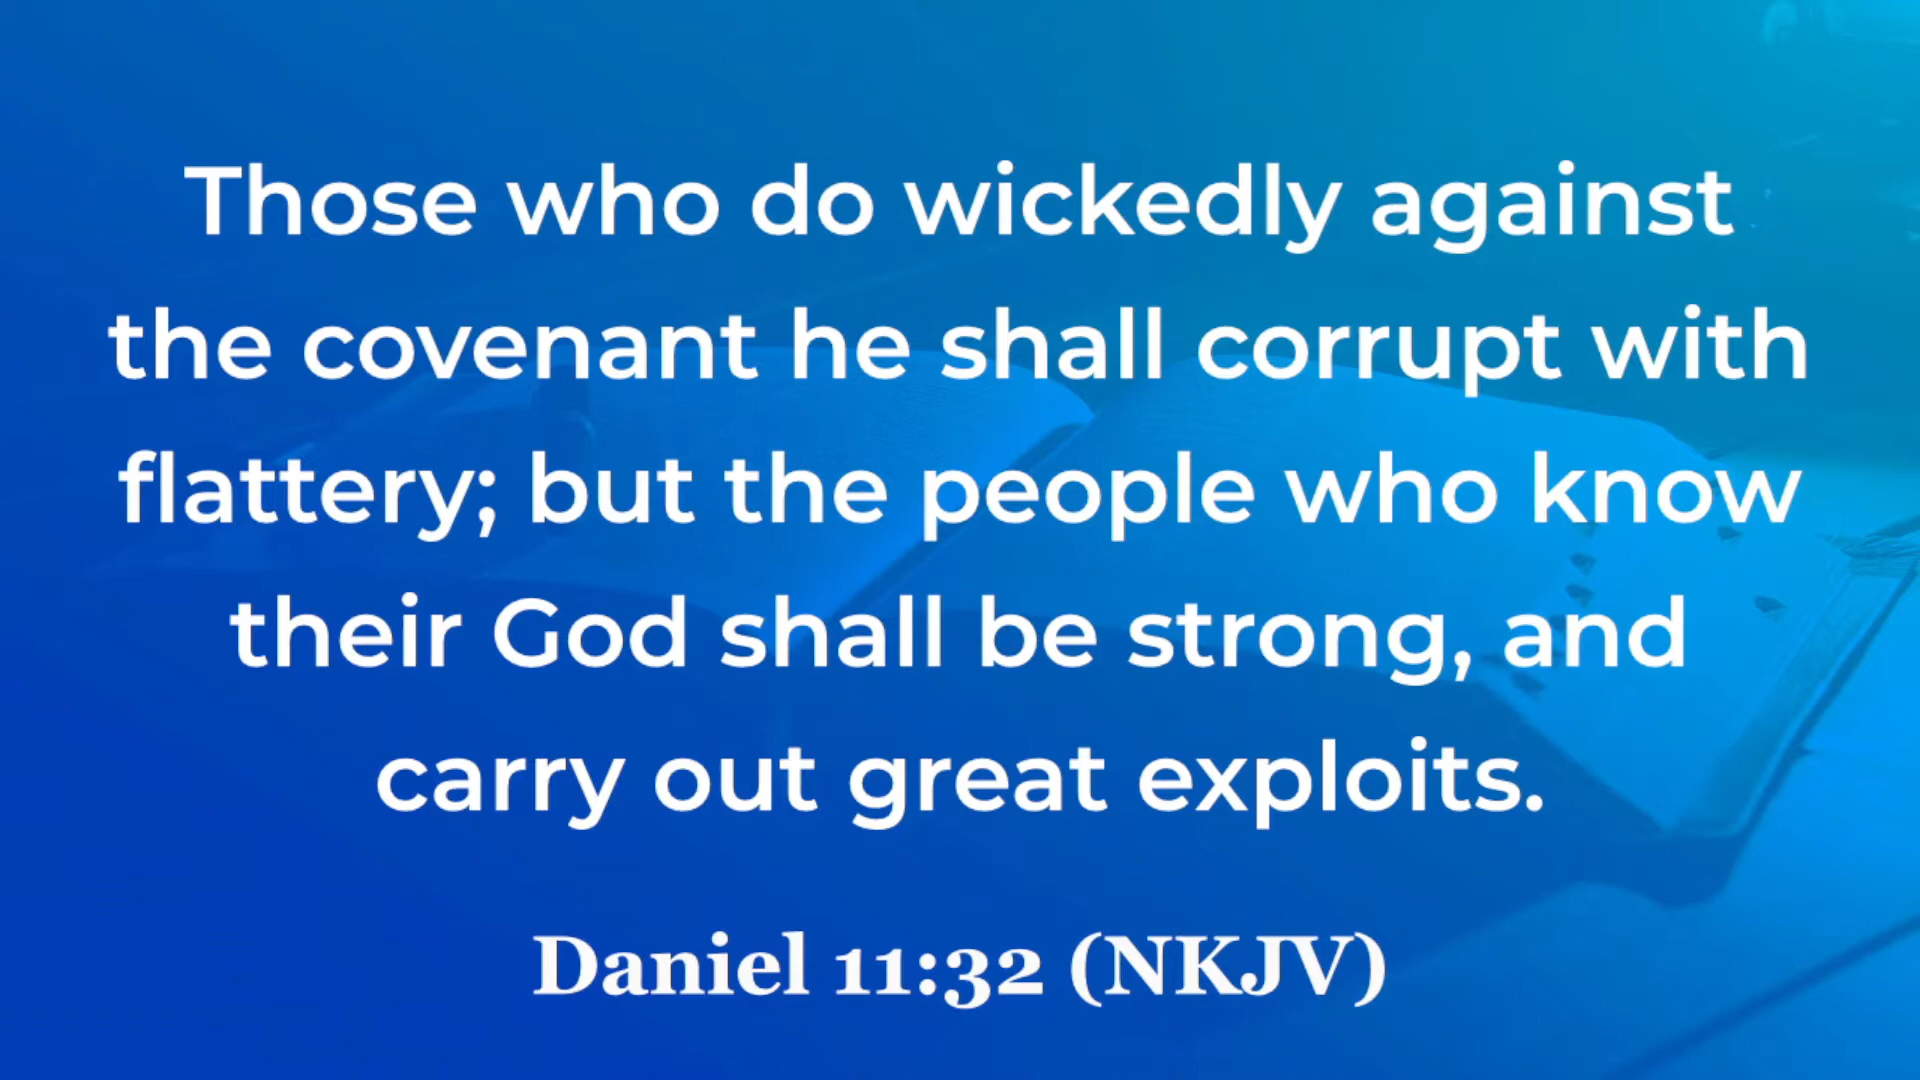 Those who do wickedly against
the covenant he shall corrupt with
flattery; but the people who know
their God shall be strong, and
carry out great exploits.
Daniel 11:32 (NKJV)